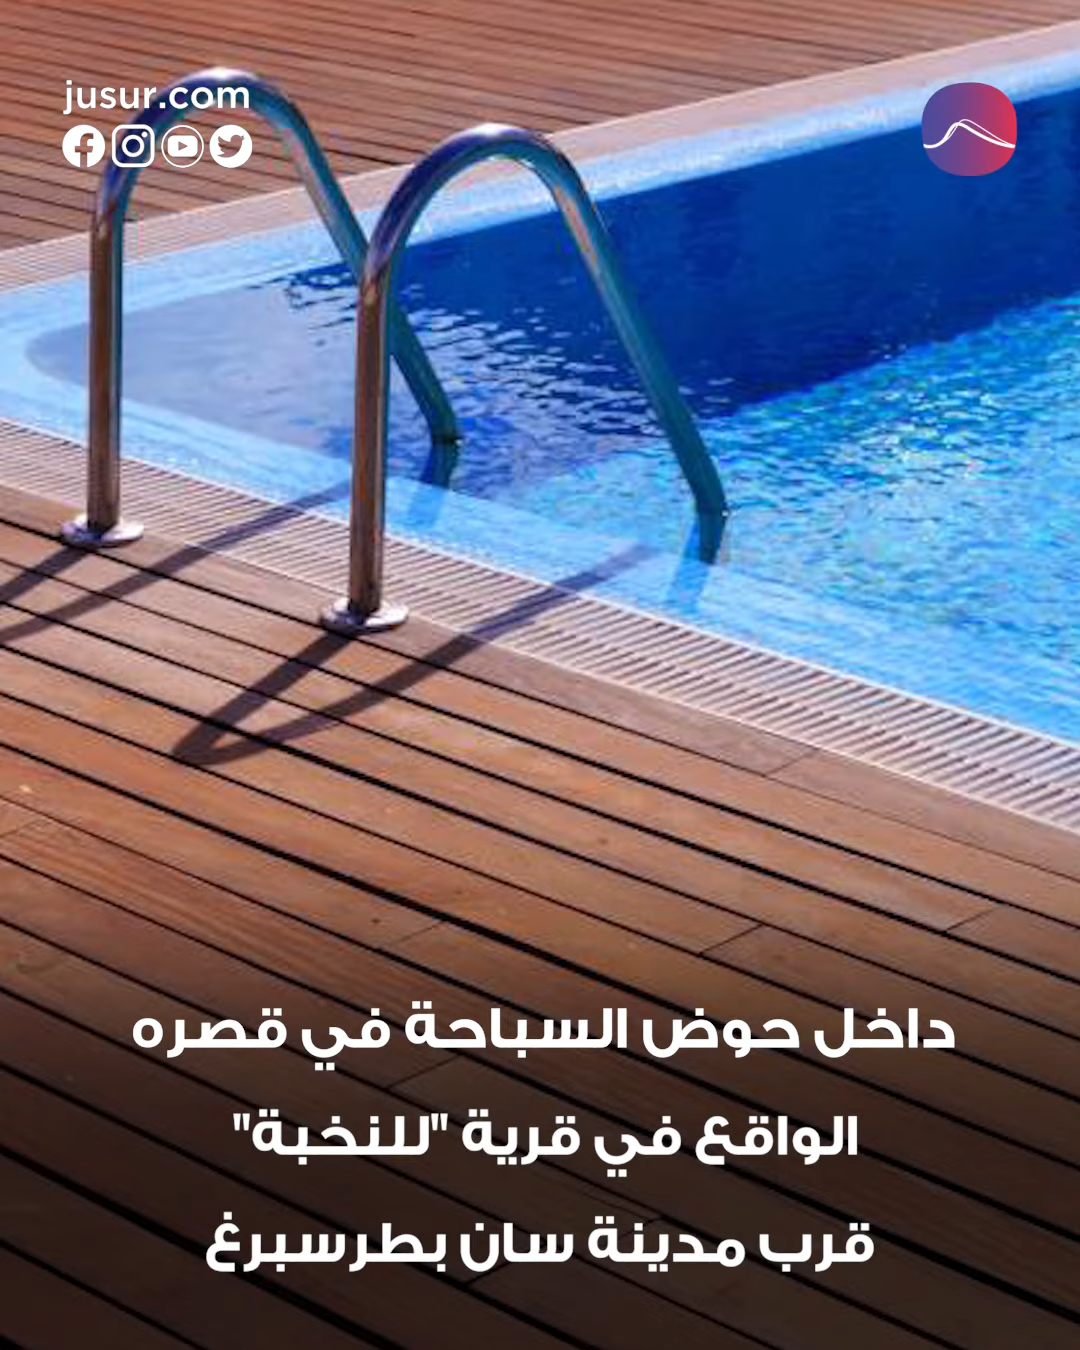 jusur.com
داخل حوض السباحة في قصره
الواقع في قرية "للنخبة"
قرب مدينة سان بطرسبرغ